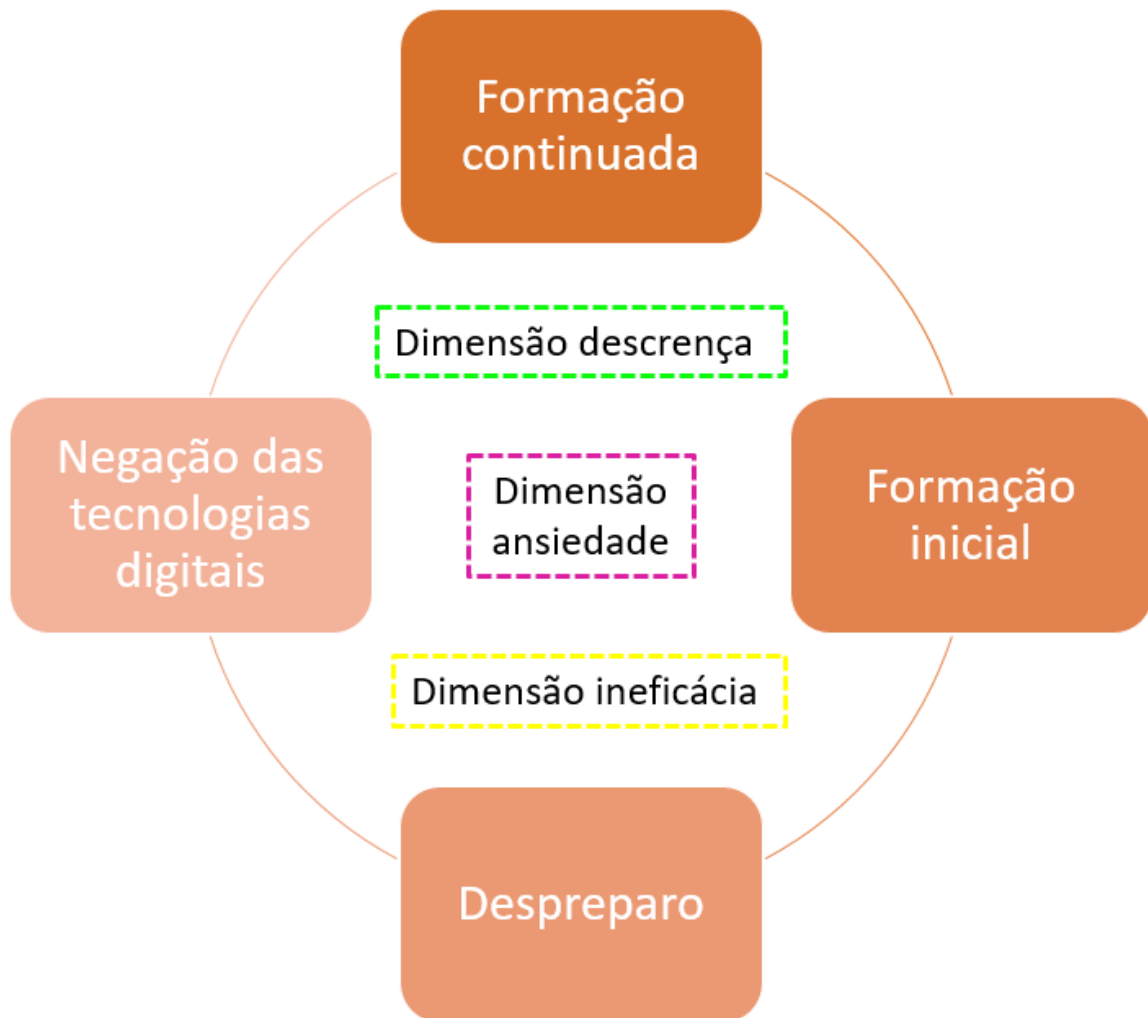 Formação
continuada
Dimensão descrença
Negação das
tecnologias
digitais
Dimensão
ansiedade
Formação
inicial
Dimensão ineficácia
Despreparo